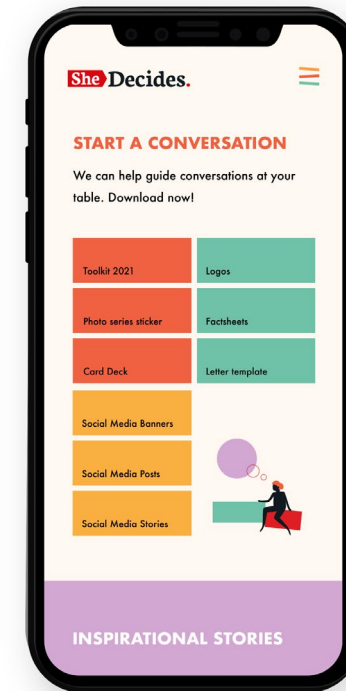 She Decides.
START A CONVERSATION
We can help guide conversations at your
table. Download now!
Toolkit 2021
Logos
Photo series sticker
Factsheets
Card Deck
Letter template
Social Media Banners
Social Media Posts
Social Media Stories
INSPIRATIONAL STORIES